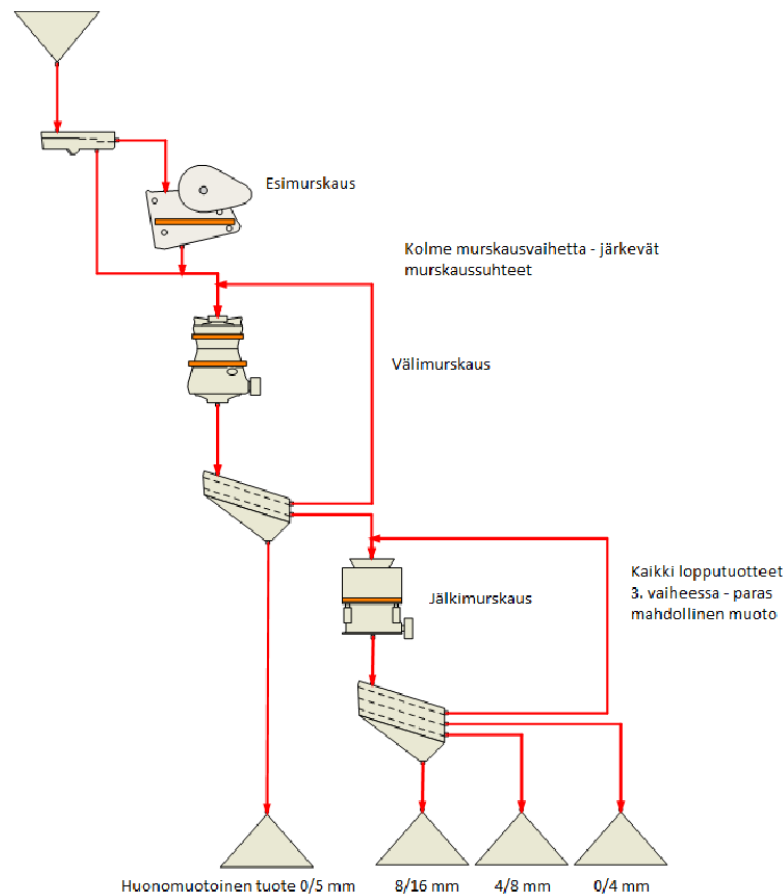 Esimurskaus
Kolme murskausvaihetta - järkevät
murskaussuhteet
Välimurskaus
Kaikki lopputuotteet
3. vaiheessa - paras
mahdollinen muoto
Jälkimurskaus
Huonomuotoinen tuote 0/5 mm
8/16 mm
4/8 mm
0/4 mm